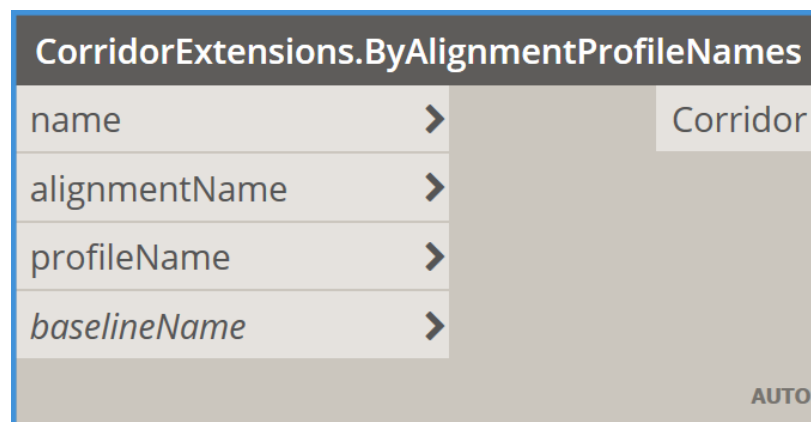 CorridorExtensions.ByAlignmentProfileNames
name
Corridor
alignmentName
profileName
baselineName
AUTO